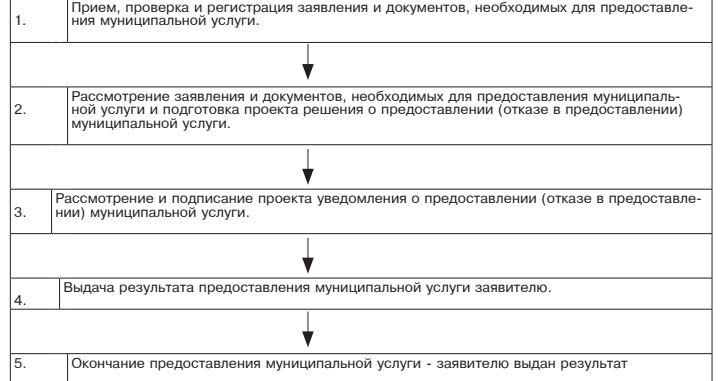 Прием, проверка и регистрация заявления и документов, необходимых для предоставле-
1. ния муниципальной услуги.
Рассмотрение заявления и документов, необходимых для предоставления муниципаль-
2. ной услуги и подготовка проекта решения о предоставлении (отказе в предоставлении)
муниципальной услуги.
Рассмотрение и подписание проекта уведомления о предоставлении (отказе в предоставле-
3. нии) муниципальной услуги.
Выдача результата предоставления муниципальной услуги заявителю.
4.
5. Окончание предоставления муниципальной услуги - заявителю выдан результат